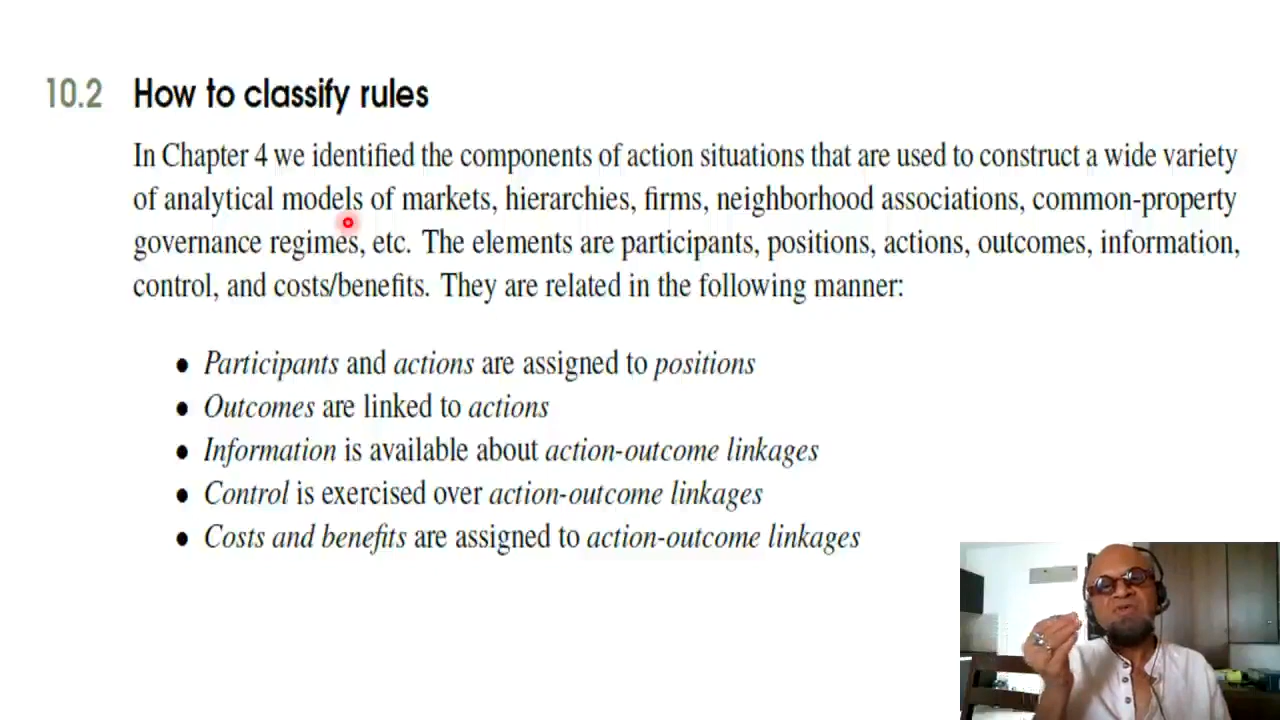 10.2 How to classify rules
In Chapter 4 we identified the components of action situations that are used to construct a wide variety
of analytical models of markets, hierarchies, firms, neighborhood associations, common-property
governance regimes, etc. The elements are participants, positions, actions, outcomes, information,
control, and costs/benefits. They are related in the following manner:
• Participants and actions are assigned to positions
• Outcomes are linked to actions
• Information is available about action-outcome linkages
• Control is exercised over action-outcome linkages
• Costs and benefits are assigned to action-outcome linkages